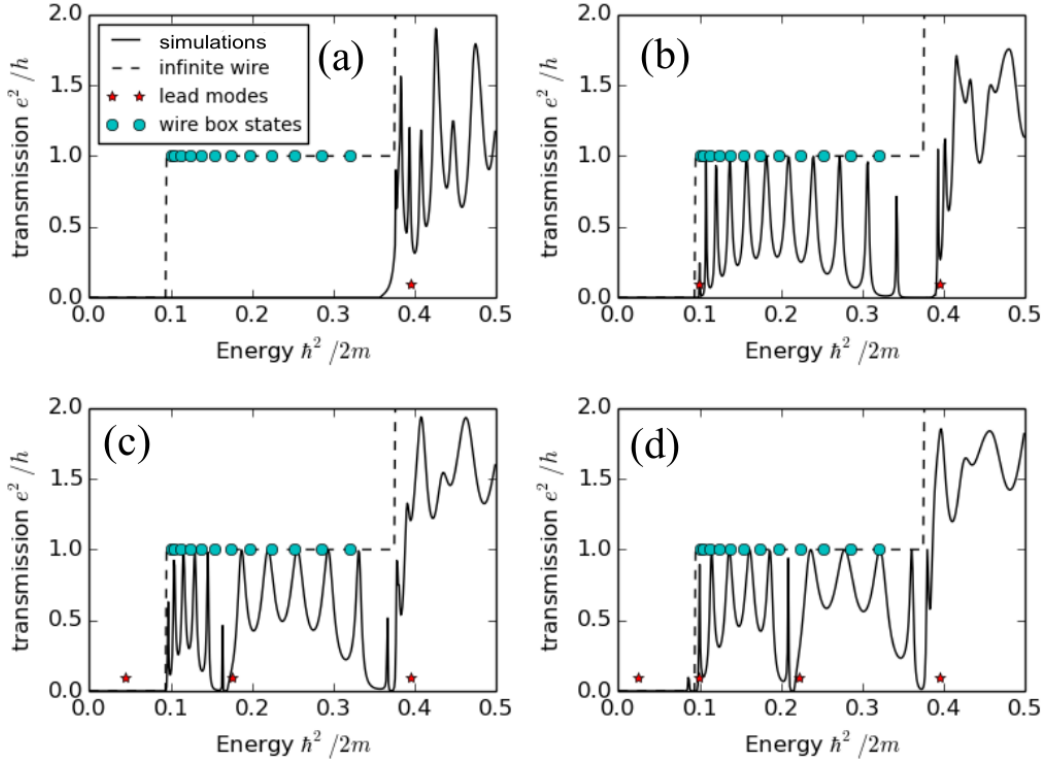 2.0
1.5
1.0
0.5
0.0
transmission e²/h
simulations
infinite wire
lead modes
wire box states
(a)
0.0 0.1 0.2 0.3 0.4 0.5
Energy ħ²/2m
2.0
1.5
1.0
0.5
0.0
transmission e²/h
(b)
0.0 0.1 0.2 0.3 0.4 0.5
Energy ħ²/2m
2.0
1.5
1.0
0.5
0.0
transmission e²/h
(c)
0.0 0.1 0.2 0.3 0.4 0.5
Energy ħ²/2m
2.0
1.5
1.0
0.5
0.0
transmission e²/h
(d)
0.0 0.1 0.2 0.3 0.4 0.5
Energy ħ²/2m